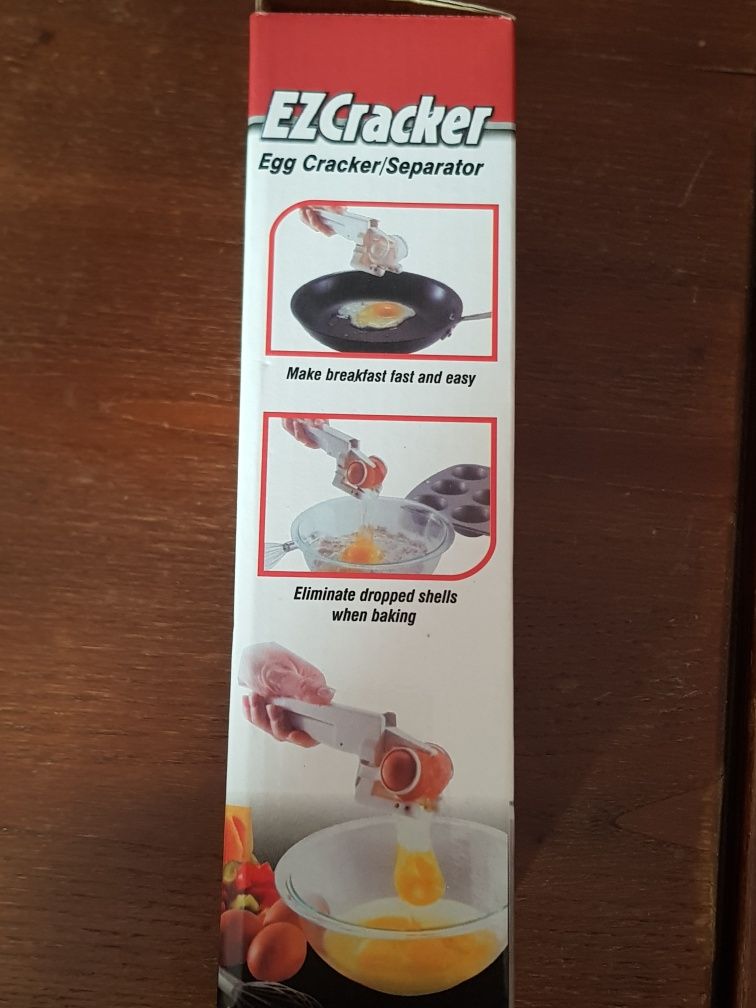 EZCracker
Egg Cracker/Separator
Make breakfast fast and easy
Eliminate dropped shells
when baking